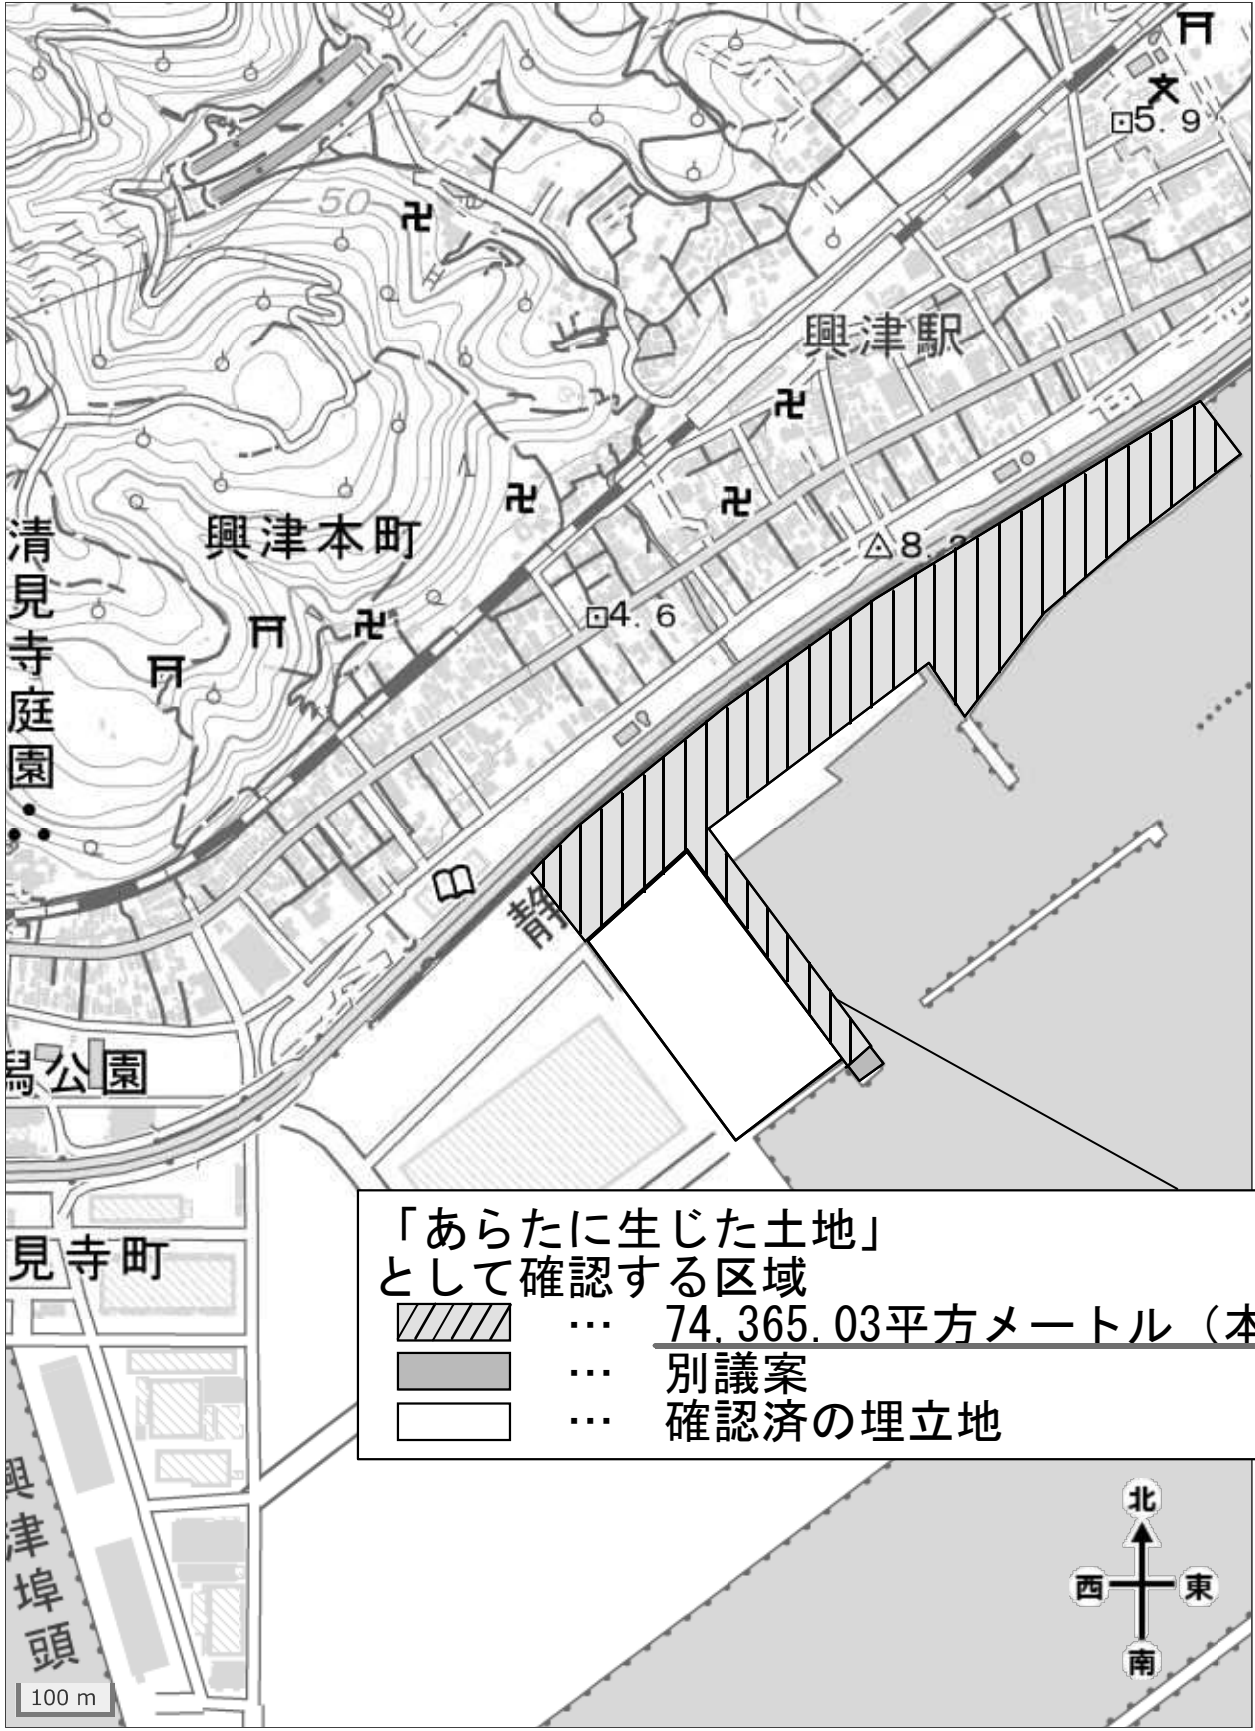 5.9
50
興津駅
8.
興津本町
清見寺庭園
4.6
静
公園
「あらたに生じた土地」
として確認する区域
見寺町
… 74,365.03平方メートル（本
… 別議案
… 確認済の埋立地
興津埠頭
北
西
東
南
100 m